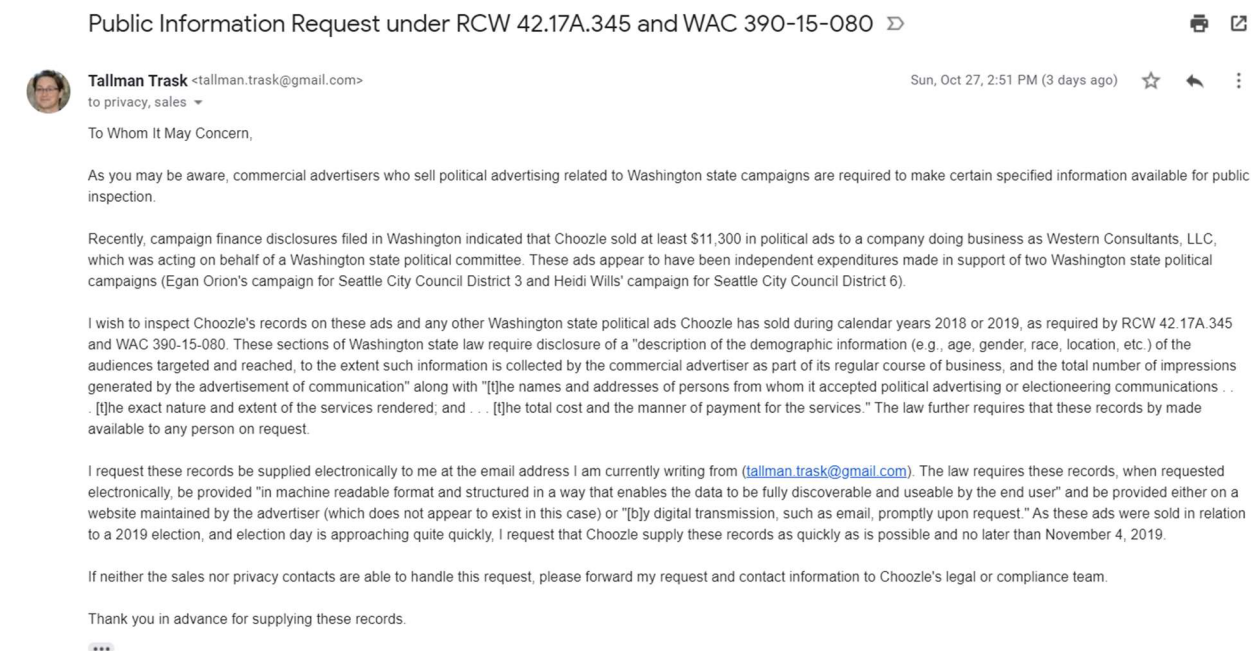 Public Information Request under RCW 42.17A.345 and WAC 390-15-080
Tallman Trask <tallman.trask@gmail.com>
Sun, Oct 27, 2:51 PM (3 days ago)
to privacy, sales
To Whom It May Concern,
As you may be aware, commercial advertisers who sell political advertising related to Washington state campaigns are required to make certain specified information available for public
inspection.
Recently, campaign finance disclosures filed in Washington indicated that Choozle sold at least $11,300 in political ads to a company doing business as Western Consultants, LLC,
which was acting on behalf of a Washington state political committee. These ads appear to have been independent expenditures made in support of two Washington state political
campaigns (Egan Orion's campaign for Seattle City Council District 3 and Heidi Wills' campaign for Seattle City Council District 6).
I wish to inspect Choozle's records on these ads and any other Washington state political ads Choozle has sold during calendar years 2018 or 2019, as required by RCW 42.17A.345
and WAC 390-15-080. These sections of Washington state law require disclosure of a "description of the demographic information (e.g., age, gender, race, location, etc.) of the
audiences targeted and reached, to the extent such information is collected by the commercial advertiser as part of its regular course of business, and the total number of impressions
generated by the advertisement of communication" along with "[t]he names and addresses of persons from whom it accepted political advertising or electioneering communications . .
. [t]he exact nature and extent of the services rendered; and . . . [t]he total cost and the manner of payment for the services." The law further requires that these records by made
available to any person on request.
I request these records be supplied electronically to me at the email address I am currently writing from (tallman.trask@gmail.com). The law requires these records, when requested
electronically, be provided "in machine readable format and structured in a way that enables the data to be fully discoverable and useable by the end user" and be provided either on a
website maintained by the advertiser (which does not appear to exist in this case) or "[b]y digital transmission, such as email, promptly upon request." As these ads were sold in relation
to a 2019 election, and election day is approaching quite quickly, I request that Choozle supply these records as quickly as is possible and no later than November 4, 2019.
If neither the sales nor privacy contacts are able to handle this request, please forward my request and contact information to Choozle's legal or compliance team.
Thank you in advance for supplying these records.